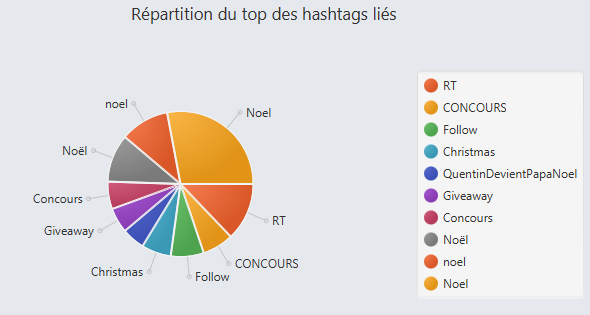 Répartition du top des hashtags liés
noel
Noel
Noël
Concours
Giveaway
Christmas
Follow
CONCOURS
RT
RT
CONCOURS
Follow
Christmas
QuentinDevientPapaNoel
Giveaway
Concours
Noël
noel
Noel